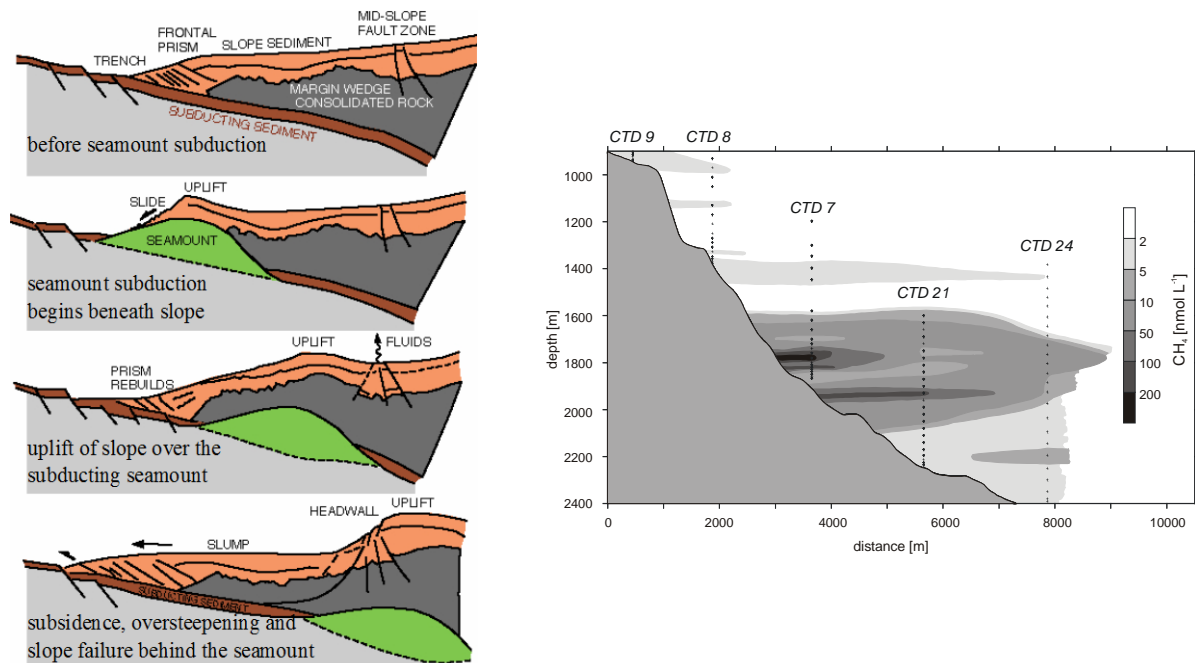 MID-SLOPE
FAULT ZONE
FRONTAL
PRISM
SLOPE SEDIMENT
TRENCH
MARGIN WEDGE
CONSOLIDATED ROCK
SUBDUCTING SEDIMENT
before seamount subduction
UPLIFT
SLIDE
SEAMOUNT
seamount subduction
begins beneath slope
UPLIFT
FLUIDS
PRISM
REBUILDS
uplift of slope over the
subducting seamount
HEADWALL
UPLIFT
SLUMP
SUBDUCTING SEDIMENT
subsidence, oversteepening and
slope failure behind the seamount
CTD 9
CTD 8
CTD 7
CTD 21
CTD 24
1000
1200
1400
1600
1800
2000
2200
2400
depth [m]
0
2000
4000
6000
8000
10000
distance [m]
2
5
10
50
100
200
CH₄ [nmol L⁻¹]